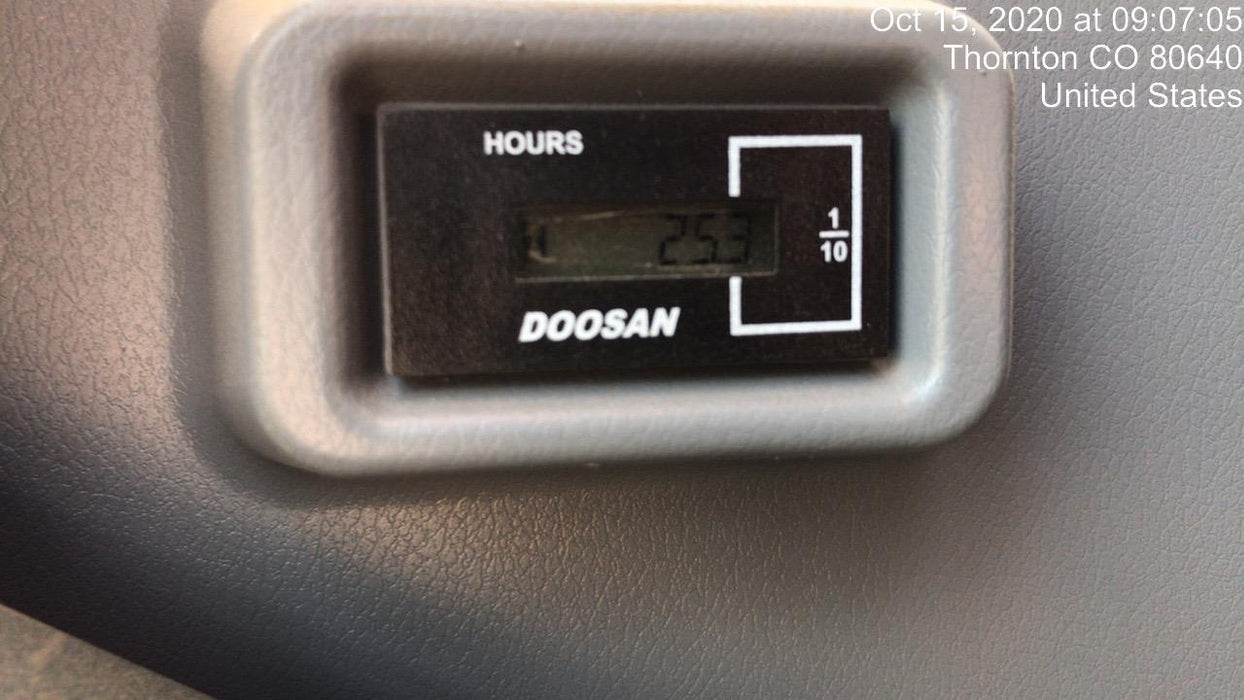 Oct 15, 2020 at 09:07:05
Thornton CO 80640
United States
HOURS
1
10
253
DOOSAN